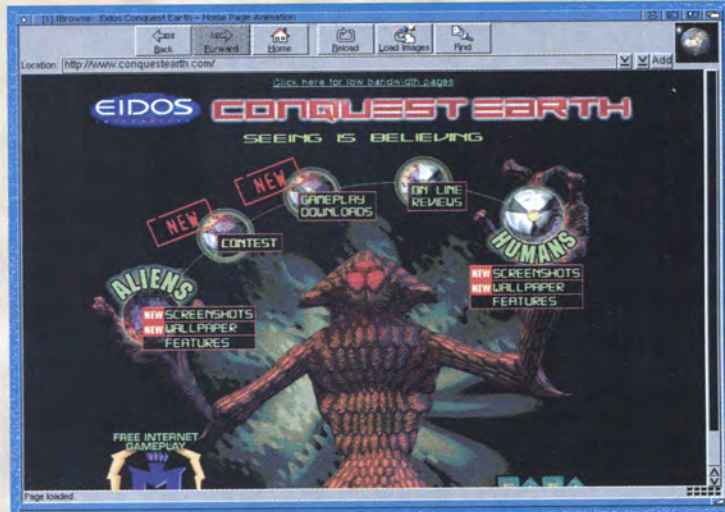 [1] IBrowse- Eidos Conquest Earth - Home Page Animation
Back Forward Home Reload Load Images Find
Location: http://www.conquestearth.com/ Add
Click here for low bandwidth pages
EIDOS CONQUEST EARTH
INTERACTIVE
SEEING IS BELIEVING
NEW
NEW
GAMEPLAY
DOWNLOADS
ON LINE
REVIEWS
CONTEST
HUMANS
NEW SCREENSHOTS
NEW WALLPAPER
FEATURES
ALIENS
NEW SCREENSHOTS
NEW WALLPAPER
FEATURES
FREE INTERNET
GAMEPLAY
M
Page loaded.